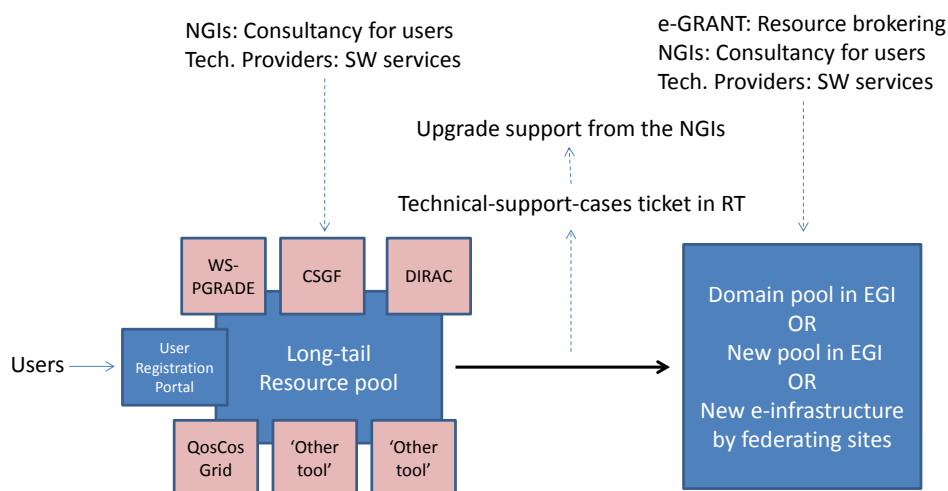 NGIs: Consultancy for users
Tech. Providers: SW services
e-GRANT: Resource brokering
NGIs: Consultancy for users
Tech. Providers: SW services
Upgrade support from the NGIs
Technical-support-cases ticket in RT
WS-
PGRADE
CSGF
DIRAC
Users
User
Registration
Portal
Long-tail
Resource pool
QosCos
Grid
‘Other
tool’
‘Other
tool’
Domain pool in EGI
OR
New pool in EGI
OR
New e-infrastructure
by federating sites